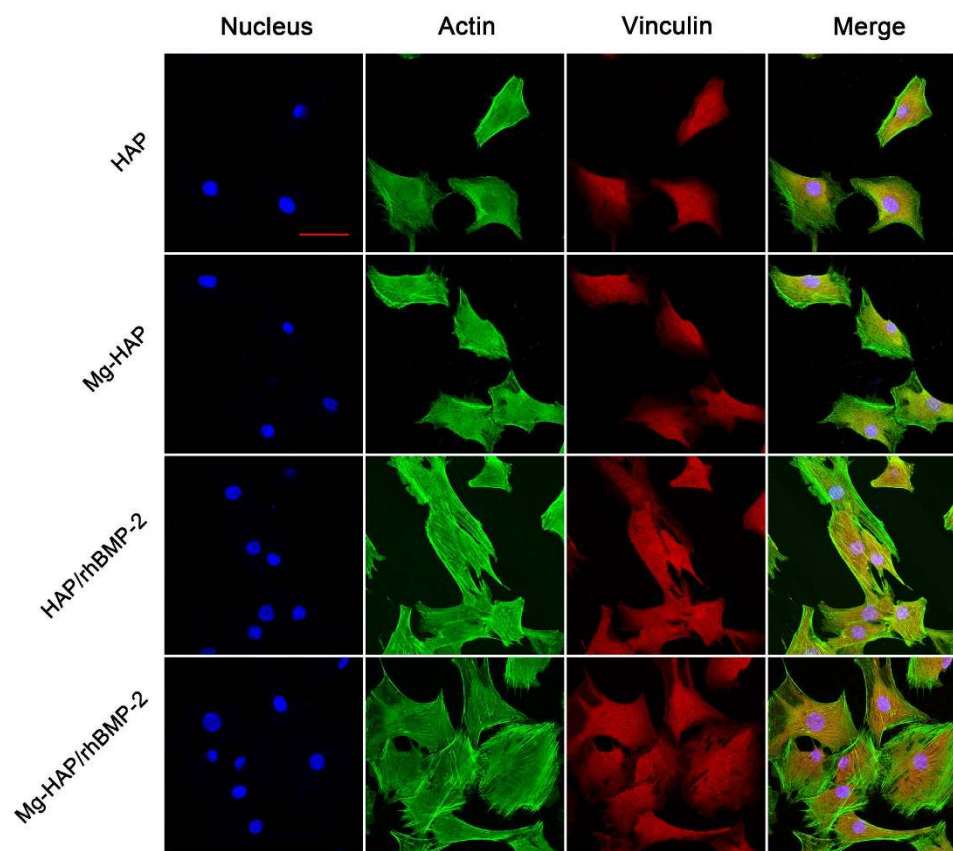 Nucleus Actin Vinculin Merge
HAP
Mg-HAP
HAP/rhBMP-2
Mg-HAP/rhBMP-2